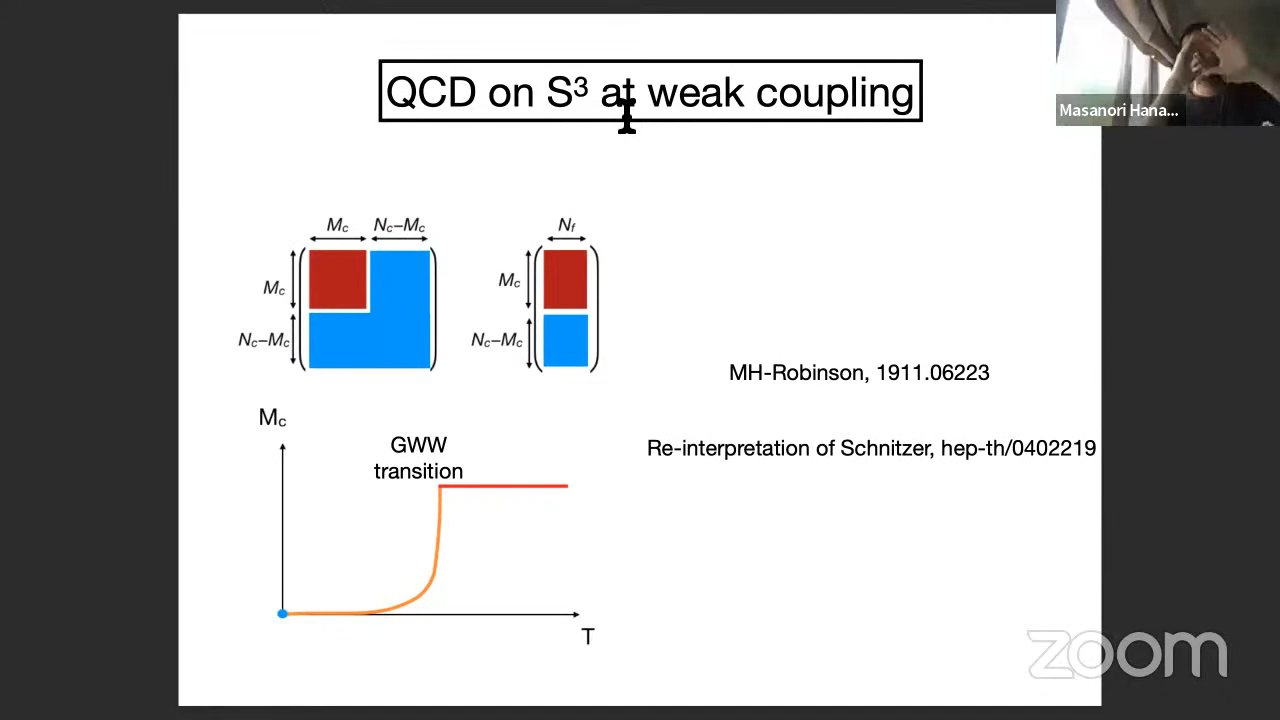 QCD on S³ at weak coupling
Masanori Hana...
Mc Nc–Mc
Mc
Nc–Mc
Nf
Mc
Nc–Mc
MH-Robinson, 1911.06223
Re-interpretation of Schnitzer, hep-th/0402219
Mc
GWW
transition
T
zoom